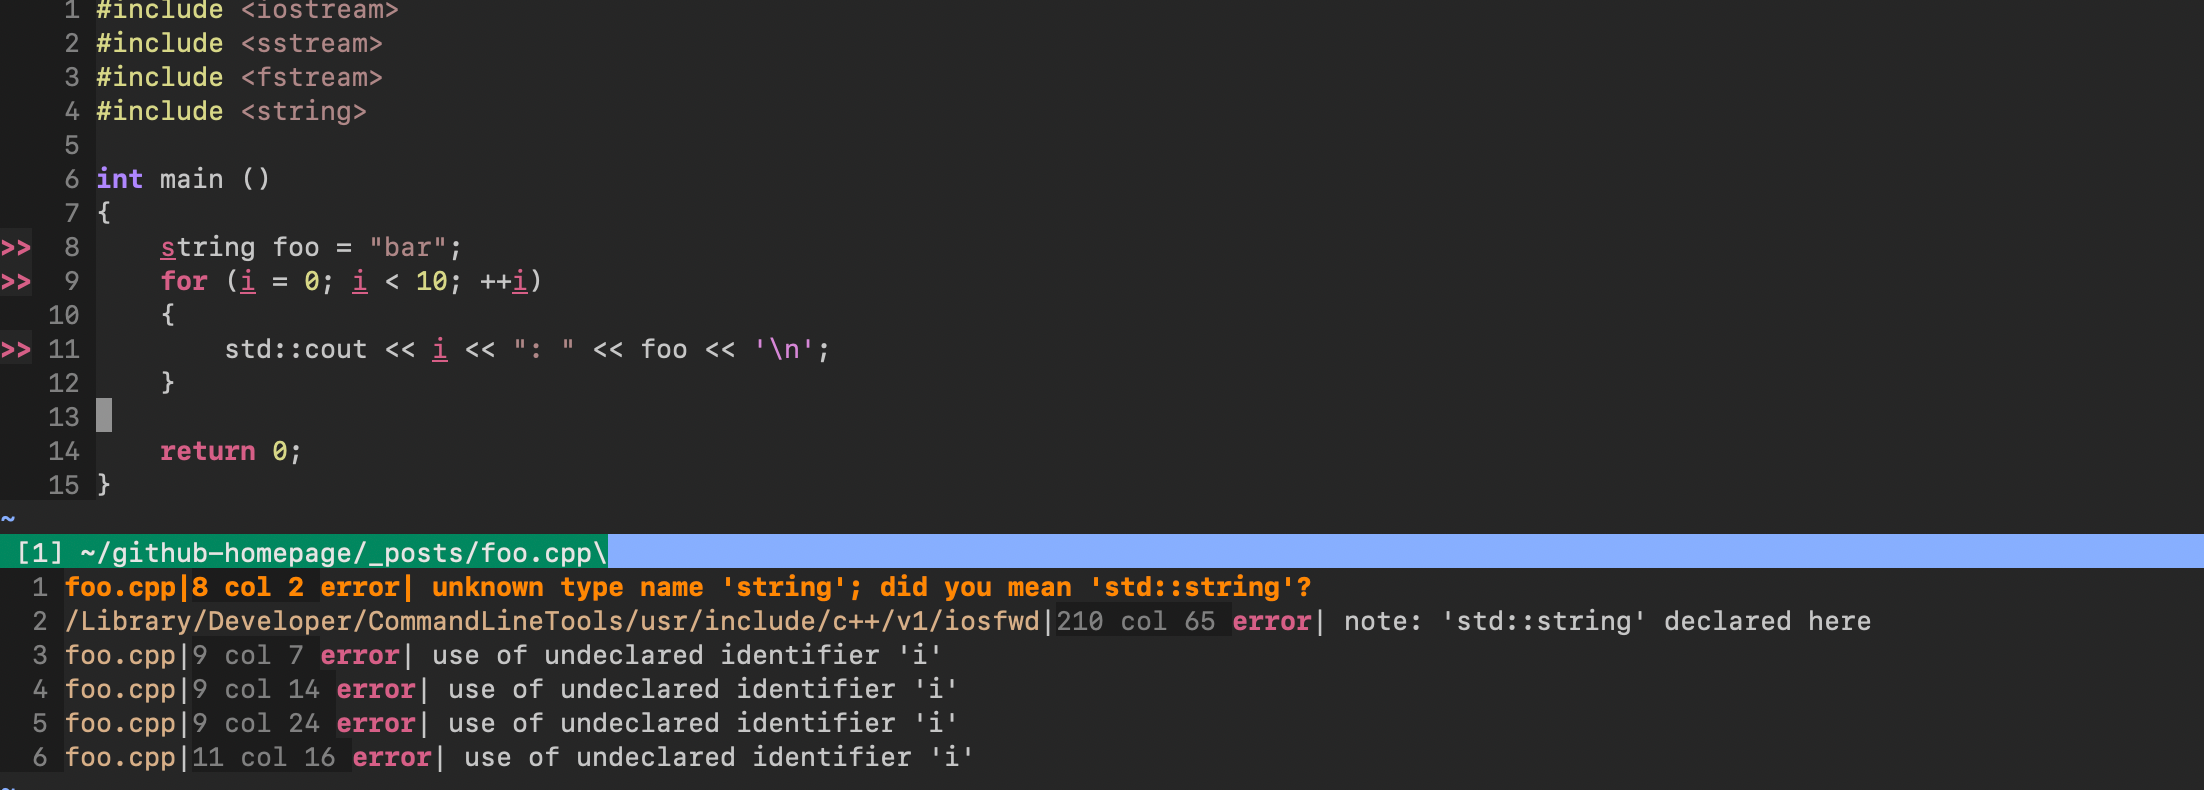 1 #include <iostream>
2 #include <sstream>
3 #include <fstream>
4 #include <string>
5
6 int main ()
7 {
>> 8     string foo = "bar";
>> 9     for (i = 0; i < 10; ++i)
10     {
>> 11         std::cout << i << ": " << foo << '\n';
12     }
13
14     return 0;
15 }
~
[1] ~/github-homepage/_posts/foo.cpp\
1 foo.cpp|8 col 2 error| unknown type name 'string'; did you mean 'std::string'?
2 /Library/Developer/CommandLineTools/usr/include/c++/v1/iosfwd|210 col 65 error| note: 'std::string' declared here
3 foo.cpp|9 col 7 error| use of undeclared identifier 'i'
4 foo.cpp|9 col 14 error| use of undeclared identifier 'i'
5 foo.cpp|9 col 24 error| use of undeclared identifier 'i'
6 foo.cpp|11 col 16 error| use of undeclared identifier 'i'
~